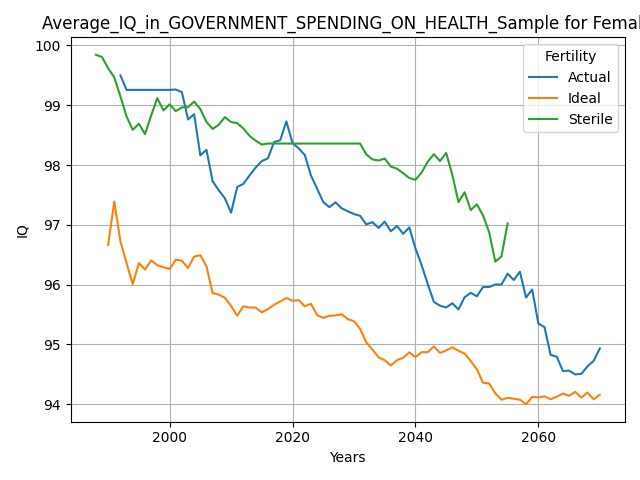 Average_IQ_in_GOVERNMENT_SPENDING_ON_HEALTH_Sample for Femal
100
99
98
97
96
95
94
IQ
Fertility
Actual
Ideal
Sterile
2000
2020
2040
2060
Years